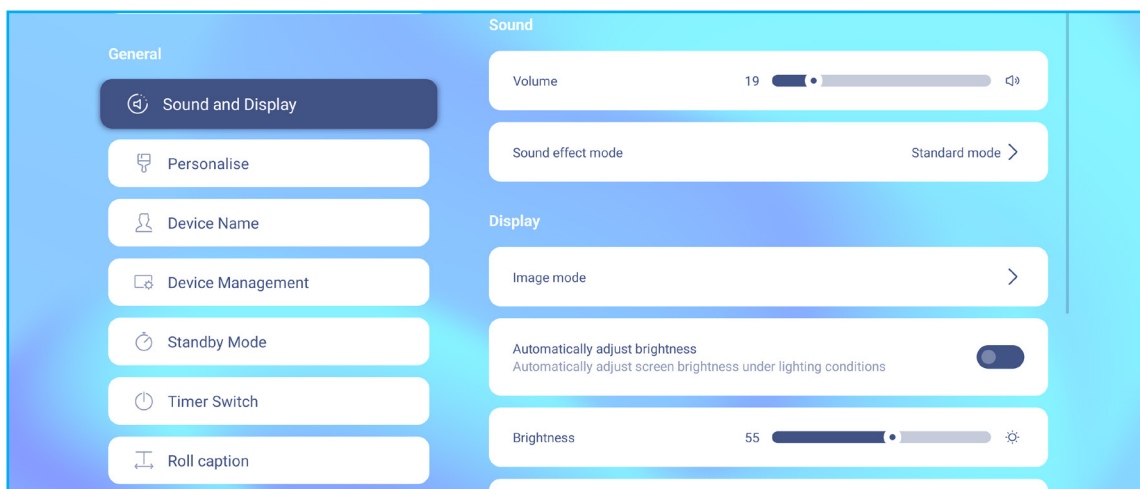 General
Sound and Display
Personalise
Device Name
Device Management
Standby Mode
Timer Switch
Roll caption
Sound
Volume 19
Sound effect mode Standard mode
Display
Image mode
Automatically adjust brightness
Automatically adjust screen brightness under lighting conditions
Brightness 55